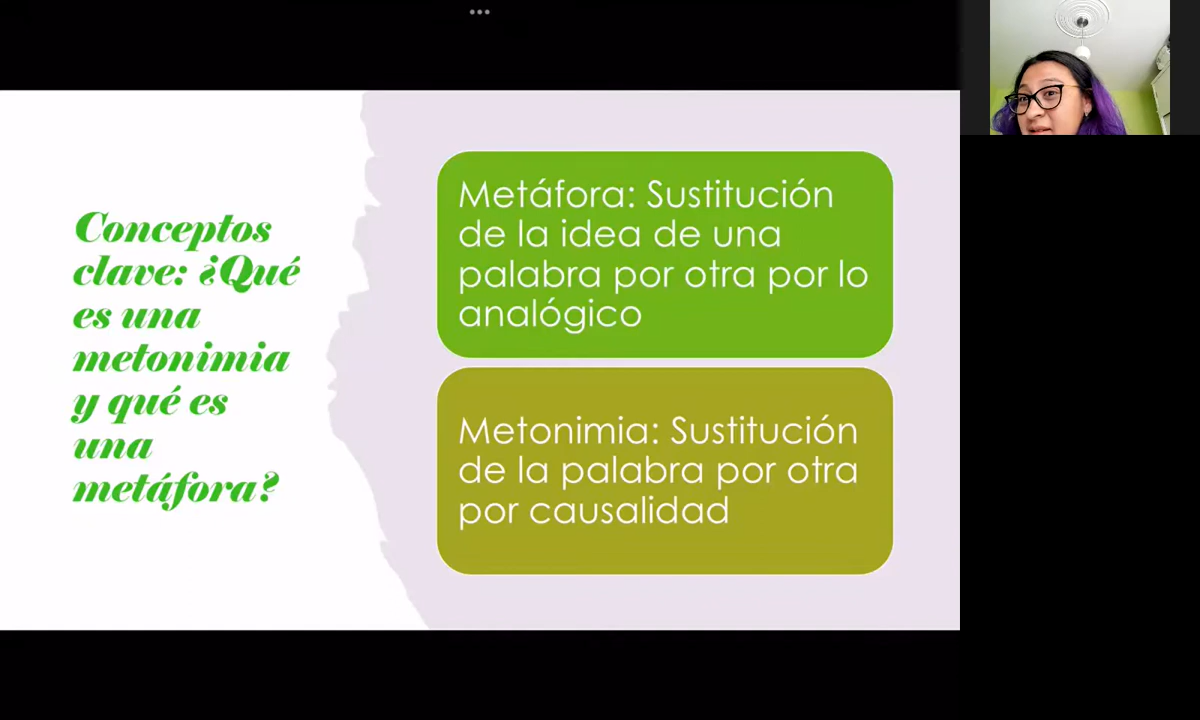 Conceptos
clave: ¿Qué
es una
metonimia
y qué es
una
metáfora?
Metáfora: Sustitución
de la idea de una
palabra por otra por lo
analógico
Metonimia: Sustitución
de la palabra por otra
por causalidad